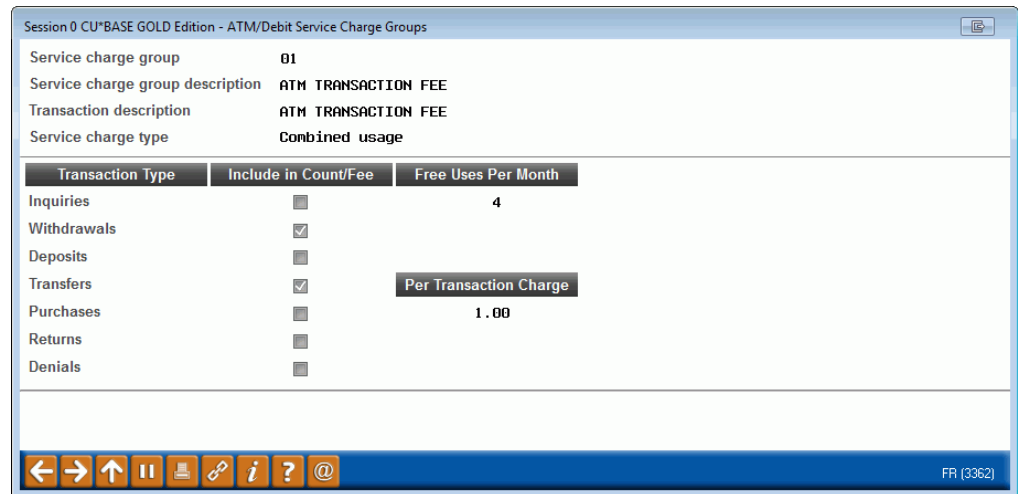 Session 0 CU*BASE GOLD Edition - ATM/Debit Service Charge Groups
Service charge group 01
Service charge group description ATM TRANSACTION FEE
Transaction description ATM TRANSACTION FEE
Service charge type Combined usage
Transaction Type Include in Count/Fee Free Uses Per Month
Inquiries 4
Withdrawals
Deposits
Transfers Per Transaction Charge
Purchases 1.00
Returns
Denials
i ? @ FR (3362)